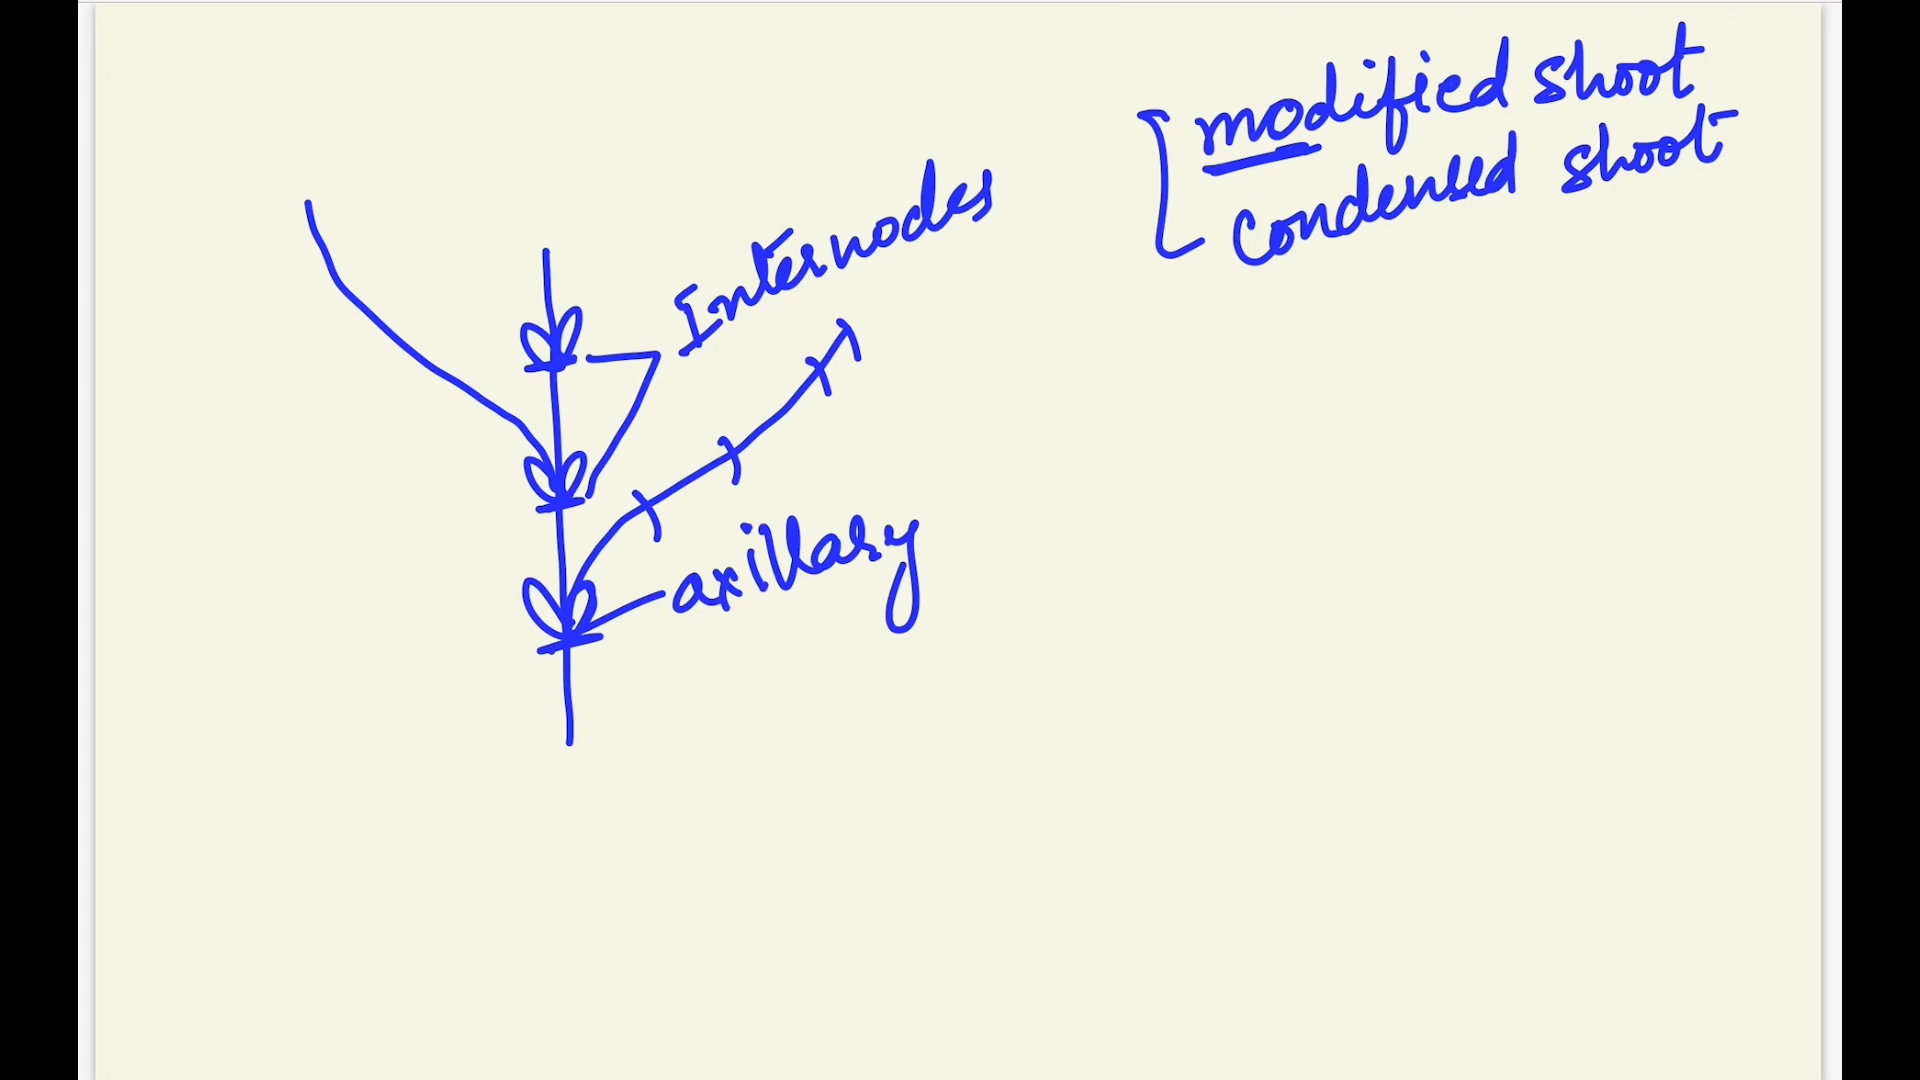 modified shoot
condensed shoot
Internodes
axillary